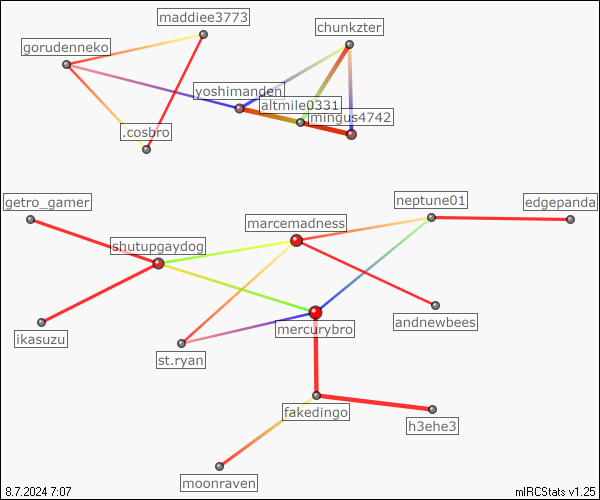 maddiee3773
chunkzter
gorudenneko
yoshimanden
altmile0331
mingus4742
.cosbro
getro_gamer
neptune01
edgepanda
marcemadness
shutupgaydog
ikasuzu
andnewbees
mercurybro
st.ryan
fakedingo
h3ehe3
moonraven
8.7.2024 7:07
mIRCStats v1.25